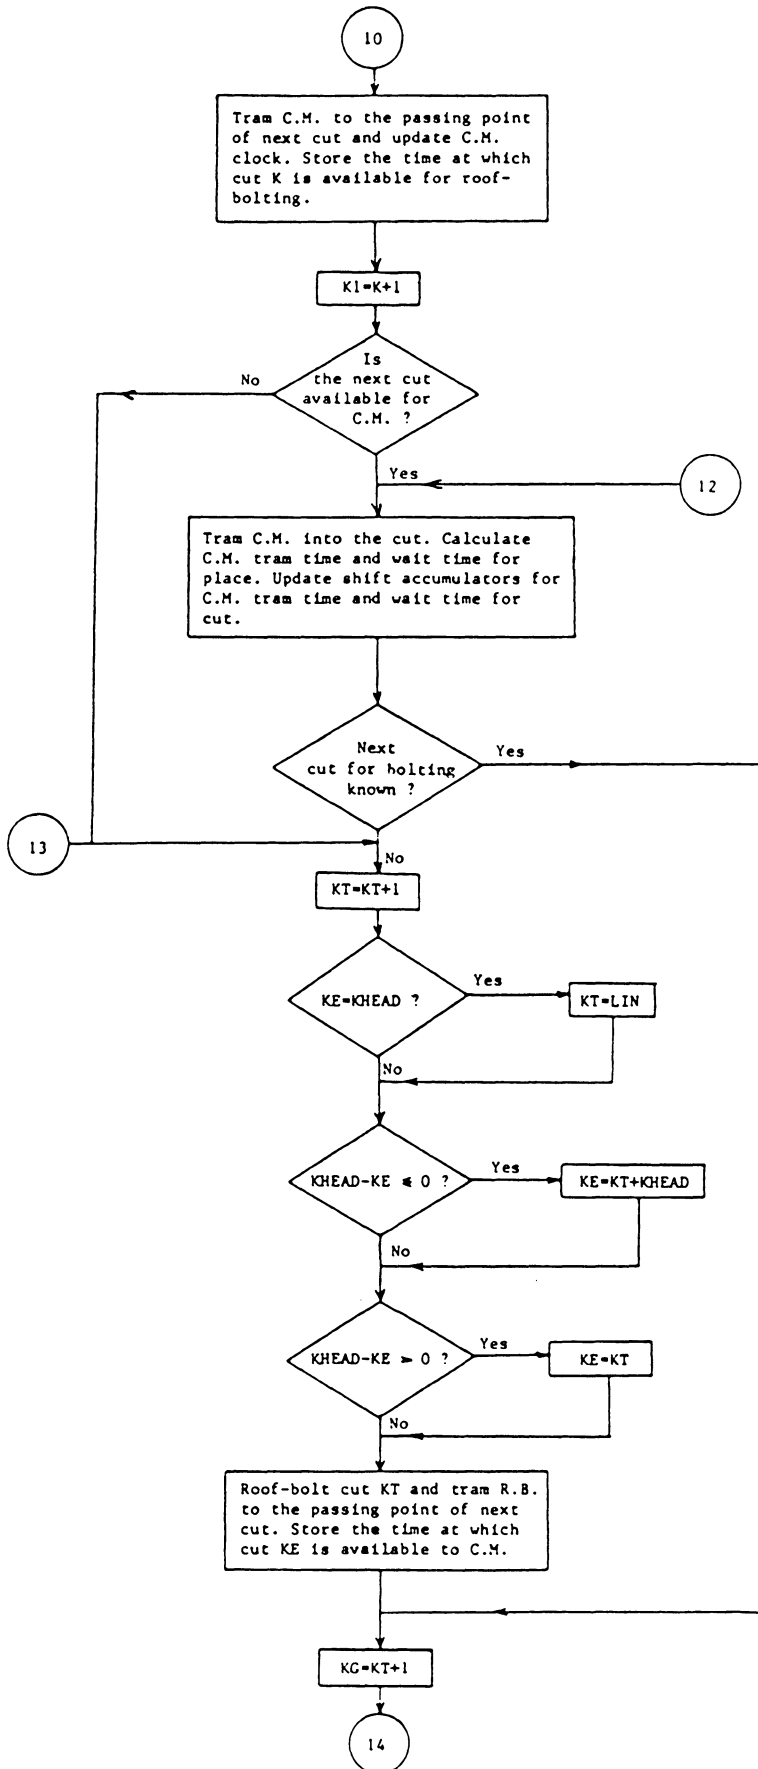 10
Tram C.M. to the passing point
of next cut and update C.M.
clock. Store the time at which
cut K is available for roof-
bolting.
K1=K+1
Is
the next cut
available for
C.M. ?
No
Yes
12
Tram C.M. into the cut. Calculate
C.M. tram time and wait time for
place. Update shift accumulators for
C.M. tram time and wait time for
cut.
Next
cut for holting
known ?
Yes
13
No
KT=KT+1
KE=KHEAD ?
Yes
KT=LIN
No
KHEAD-KE ≤ 0 ?
Yes
KE=KT+KHEAD
No
KHEAD-KE > 0 ?
Yes
KE=KT
No
Roof-bolt cut KT and tram R.B.
to the passing point of next
cut. Store the time at which
cut KE is available to C.M.
KG=KT+1
14